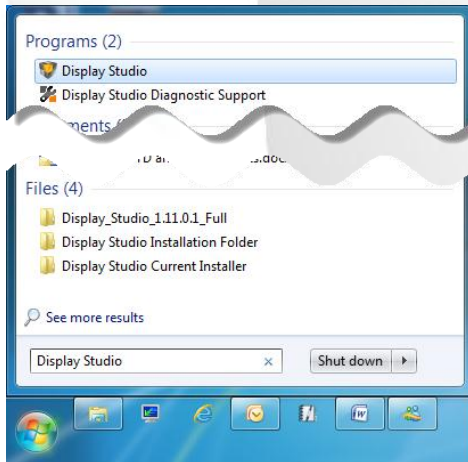 Programs (2)
Display Studio
Display Studio Diagnostic Support
Files (4)
Display_Studio_1.11.0.1_Full
Display Studio Installation Folder
Display Studio Current Installer
See more results
Display Studio
Shut down